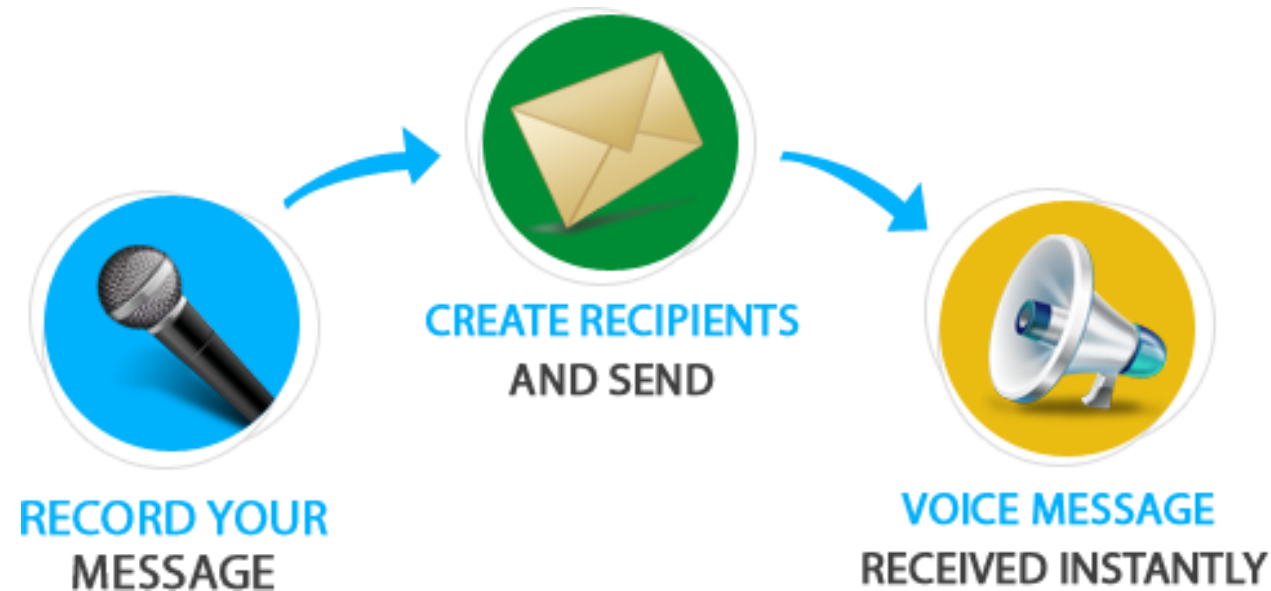 RECORD YOUR
MESSAGE
CREATE RECIPIENTS
AND SEND
VOICE MESSAGE
RECEIVED INSTANTLY